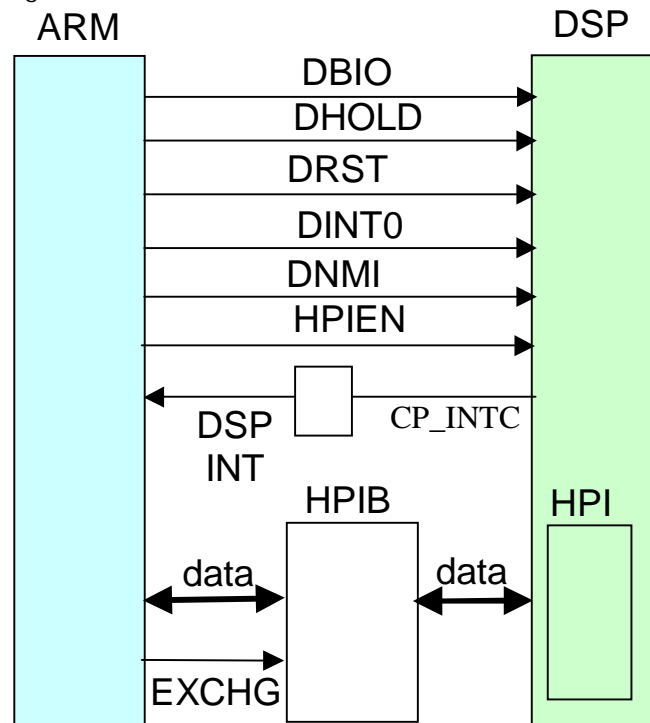 ARM
DSP
DBIO
DHOLD
DRST
DINT0
DNMI
HPIEN
DSP
INT
CP_INTC
HPIB
HPI
data
data
EXCHG